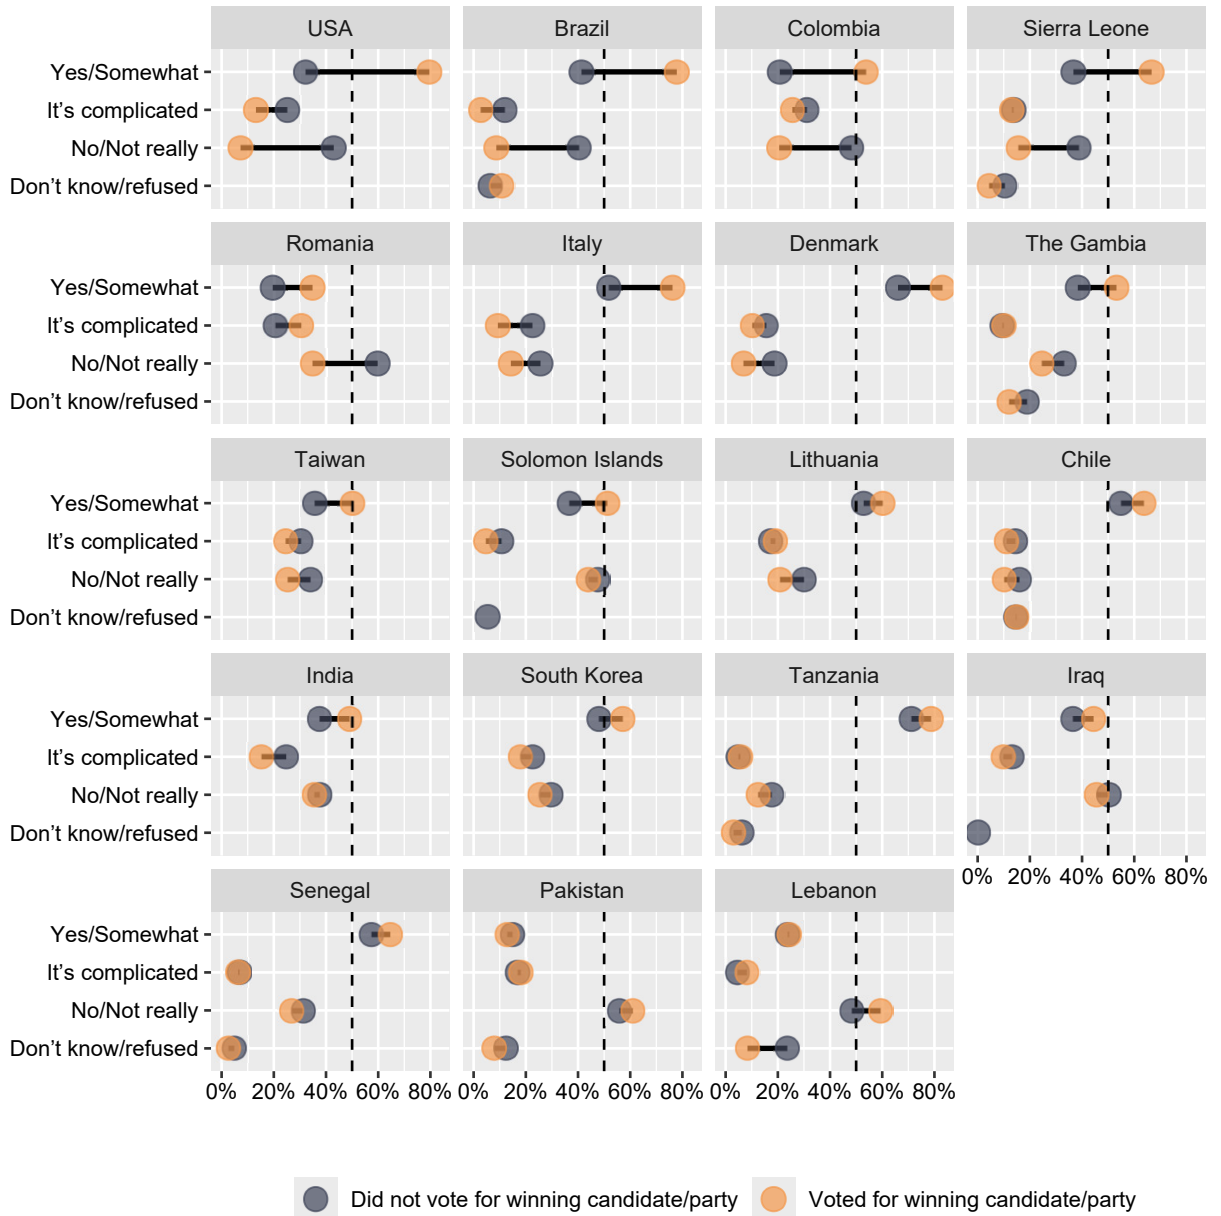 USA Brazil Colombia Sierra Leone
Yes/Somewhat
It’s complicated
No/Not really
Don’t know/refused
Romania Italy Denmark The Gambia
Yes/Somewhat
It’s complicated
No/Not really
Don’t know/refused
Taiwan Solomon Islands Lithuania Chile
Yes/Somewhat
It’s complicated
No/Not really
Don’t know/refused
India South Korea Tanzania Iraq
Yes/Somewhat
It’s complicated
No/Not really
Don’t know/refused
0% 20% 40% 60% 80%
Senegal Pakistan Lebanon
Yes/Somewhat
It’s complicated
No/Not really
Don’t know/refused
0% 20% 40% 60% 80% 0% 20% 40% 60% 80% 0% 20% 40% 60% 80%
Did not vote for winning candidate/party Voted for winning candidate/party